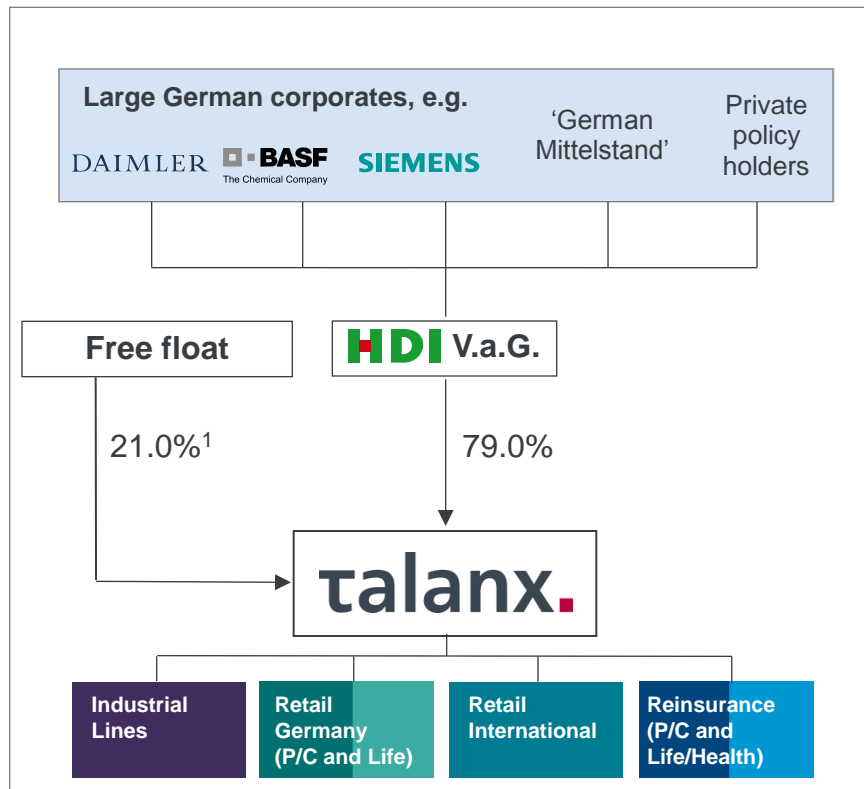 Large German corporates, e.g.
DAIMLER
BASF
The Chemical Company
SIEMENS
‘German
Mittelstand’
Private
policy
holders
Free float
HDI V.a.G.
21.0%¹
79.0%
τalanx.
Industrial
Lines
Retail
Germany
(P/C and Life)
Retail
International
Reinsurance
(P/C and
Life/Health)